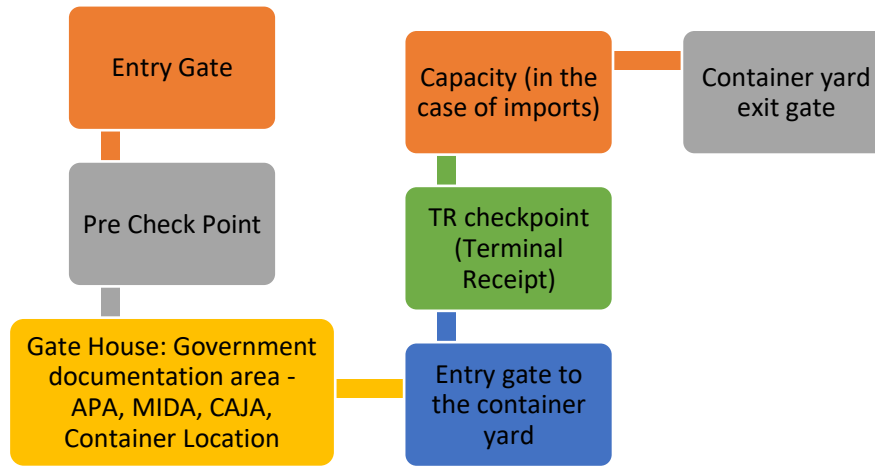 Entry Gate
Pre Check Point
Gate House: Government
documentation area -
APA, MIDA, CAJA,
Container Location
Entry gate to
the container
yard
TR checkpoint
(Terminal
Receipt)
Capacity (in the
case of imports)
Container yard
exit gate